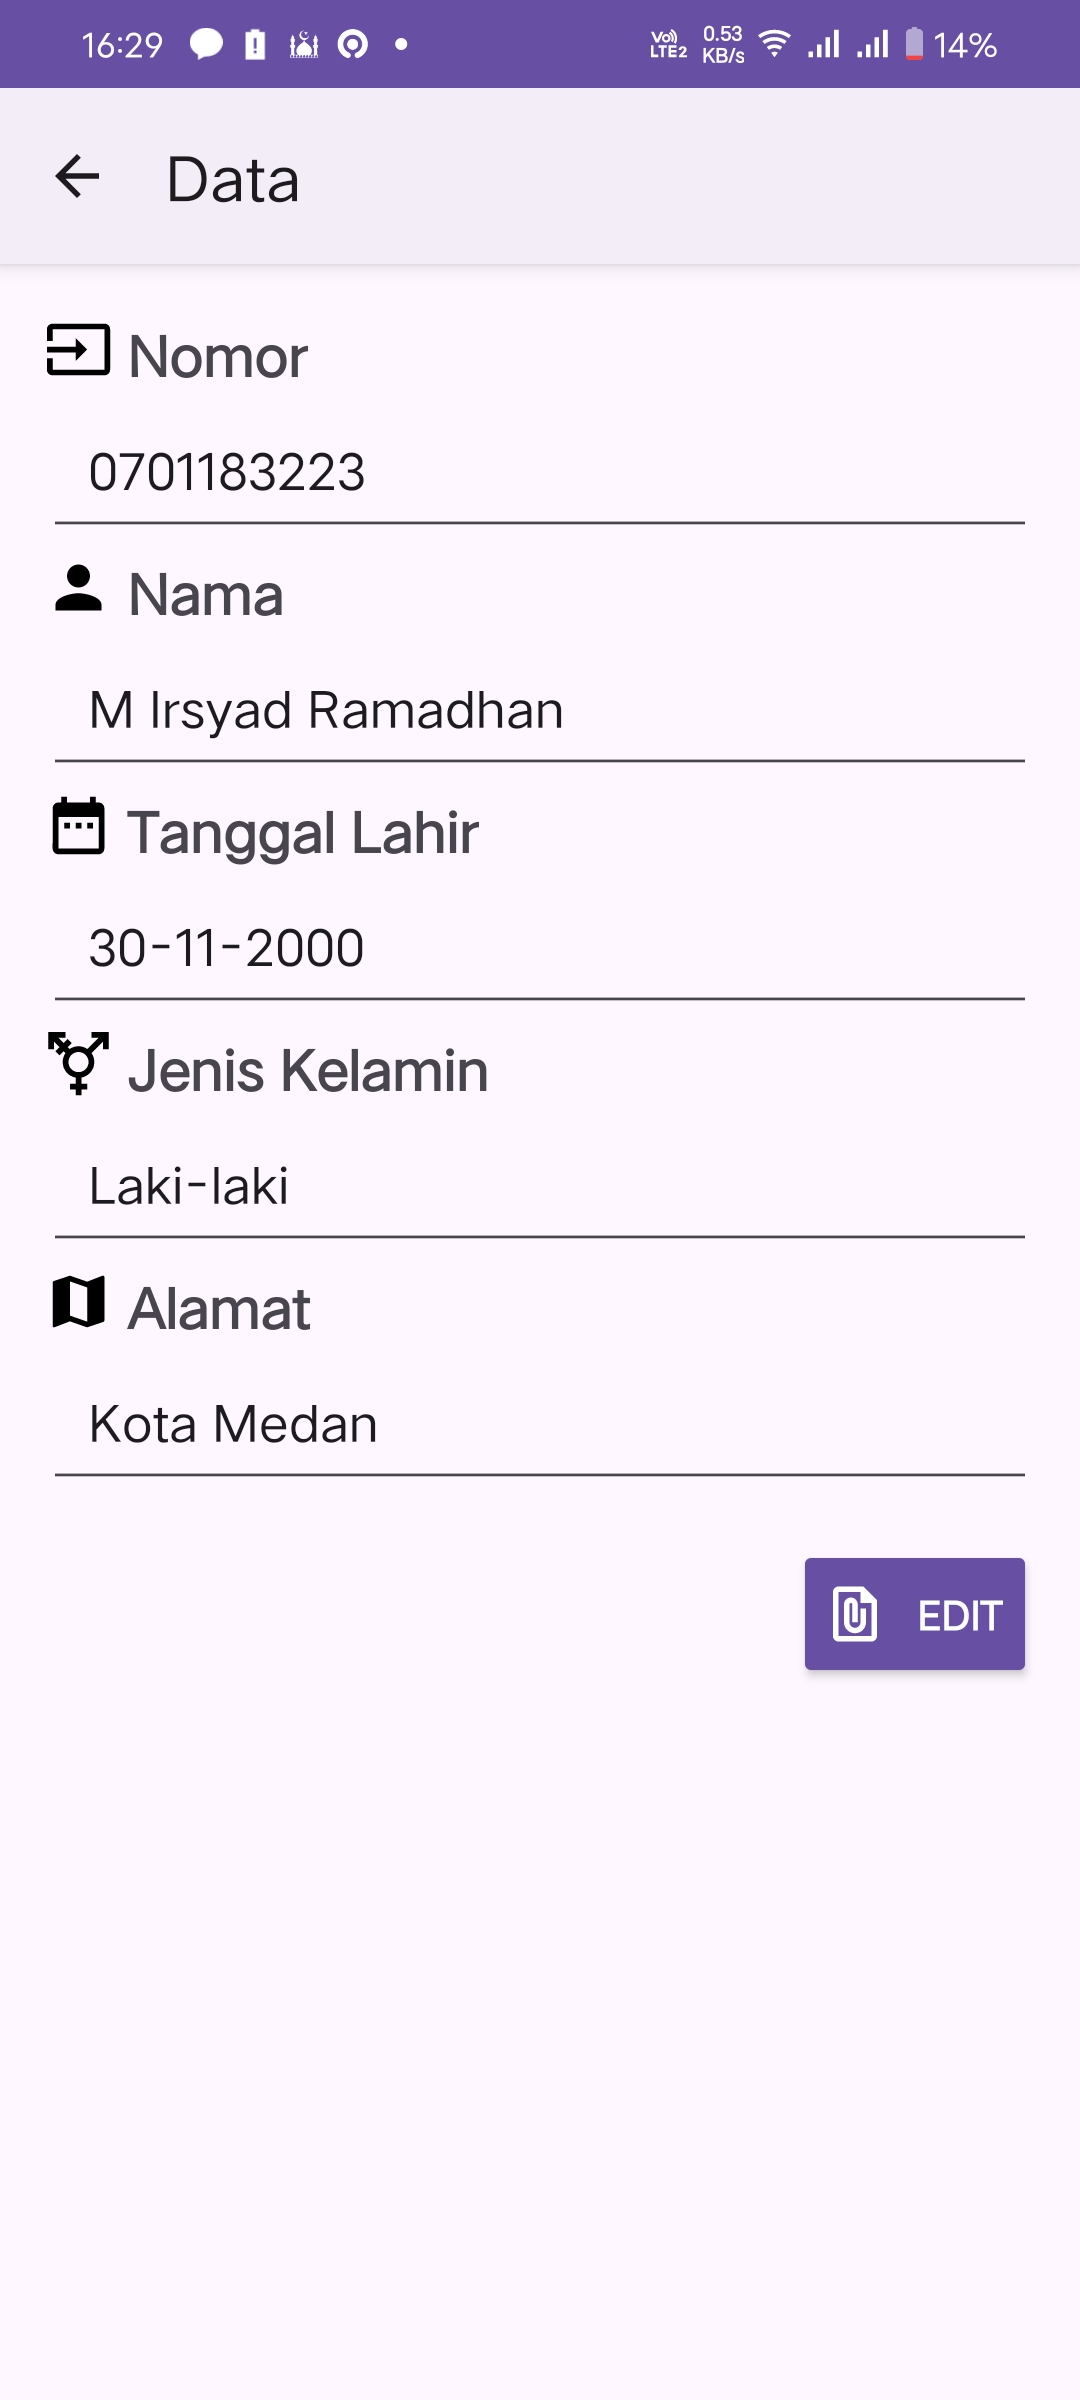 16:29 Vo)) LTE2 0.53 KB/s 14%
Data
Nomor
0701183223
Nama
M Irsyad Ramadhan
Tanggal Lahir
30-11-2000
Jenis Kelamin
Laki-laki
Alamat
Kota Medan
EDIT